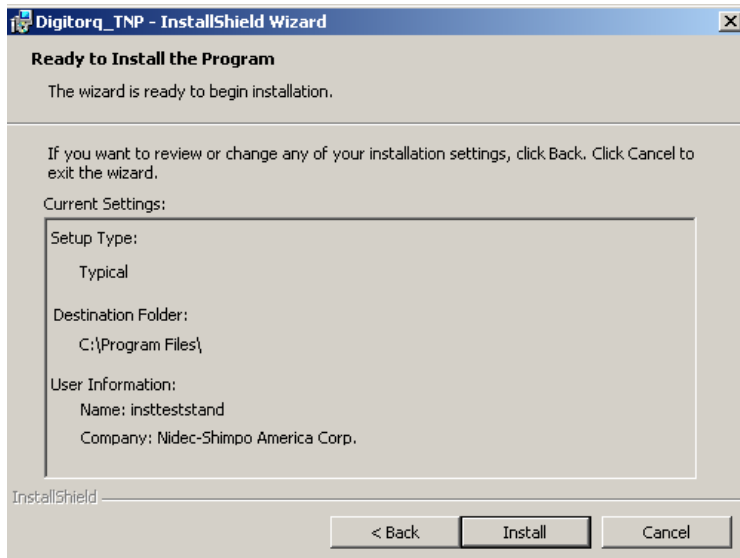 Digitorq_TNP - InstallShield Wizard
Ready to Install the Program
The wizard is ready to begin installation.
If you want to review or change any of your installation settings, click Back. Click Cancel to
exit the wizard.
Current Settings:
Setup Type:
Typical
Destination Folder:
C:\Program Files\
User Information:
Name: instteststand
Company: Nidec-Shimpo America Corp.
InstallShield
< Back Install Cancel